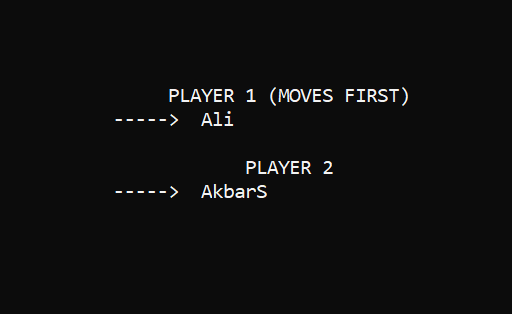 PLAYER 1 (MOVES FIRST)
-----> Ali
PLAYER 2
-----> AkbarS